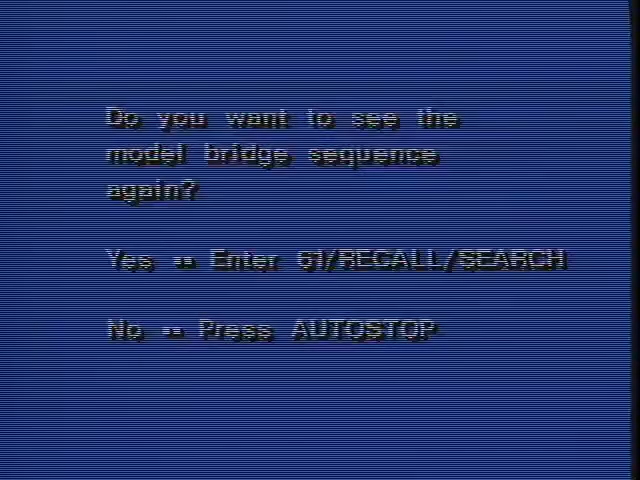 Do you want to see the
model bridge sequence
again?
Yes -- Enter 61/RECALL/SEARCH
No -- Press AUTOSTOP